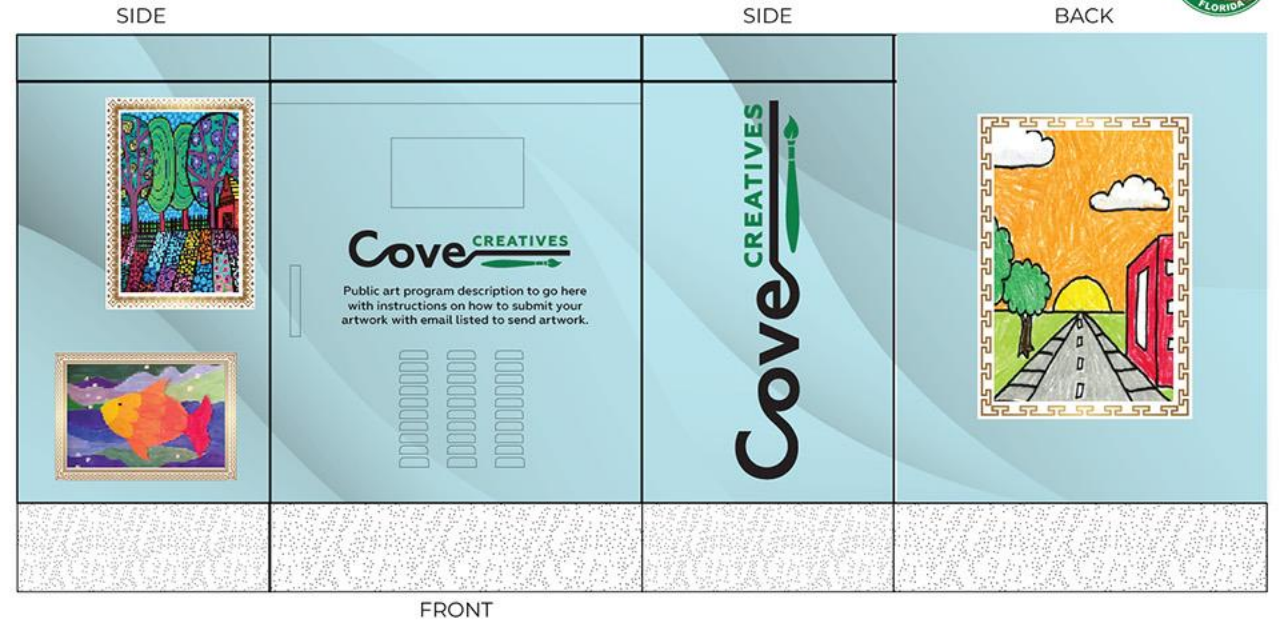 SIDE
SIDE
BACK
FLORIDA
Cove CREATIVES
Public art program description to go here
with instructions on how to submit your
artwork with email listed to send artwork.
Cove CREATIVES
FRONT